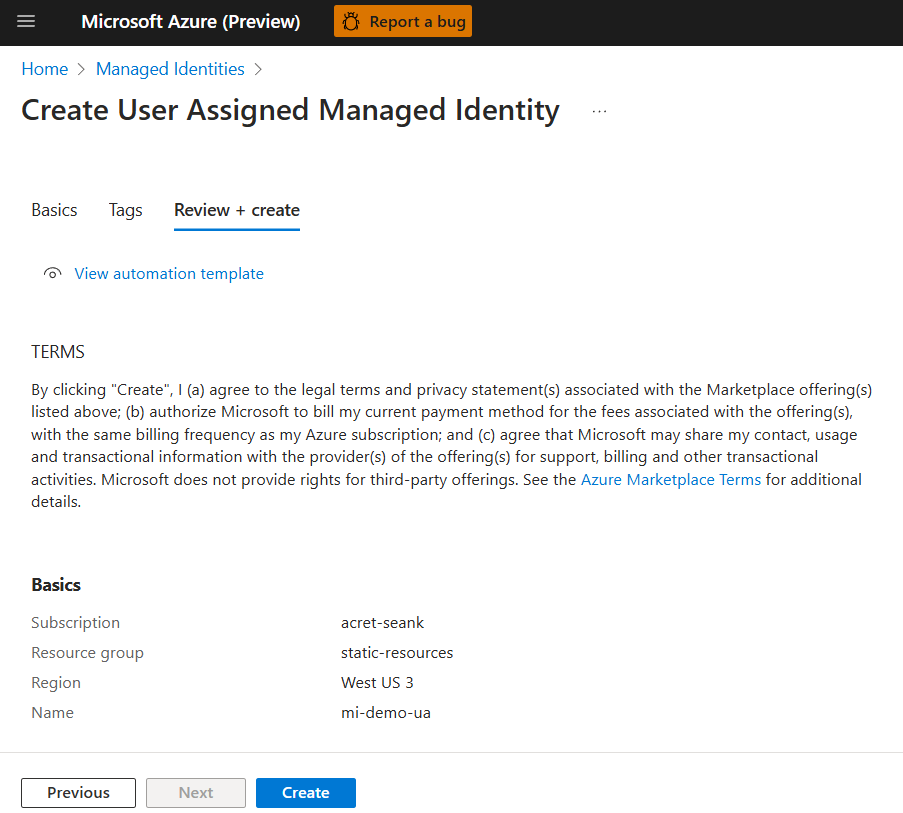 Microsoft Azure (Preview) Report a bug
Home > Managed Identities >
Create User Assigned Managed Identity ...
Basics Tags Review + create
View automation template
TERMS
By clicking "Create", I (a) agree to the legal terms and privacy statement(s) associated with the Marketplace offering(s)
listed above; (b) authorize Microsoft to bill my current payment method for the fees associated with the offering(s),
with the same billing frequency as my Azure subscription; and (c) agree that Microsoft may share my contact, usage
and transactional information with the provider(s) of the offering(s) for support, billing and other transactional
activities. Microsoft does not provide rights for third-party offerings. See the Azure Marketplace Terms for additional
details.
Basics
Subscription acret-seank
Resource group static-resources
Region West US 3
Name mi-demo-ua
Previous Next Create